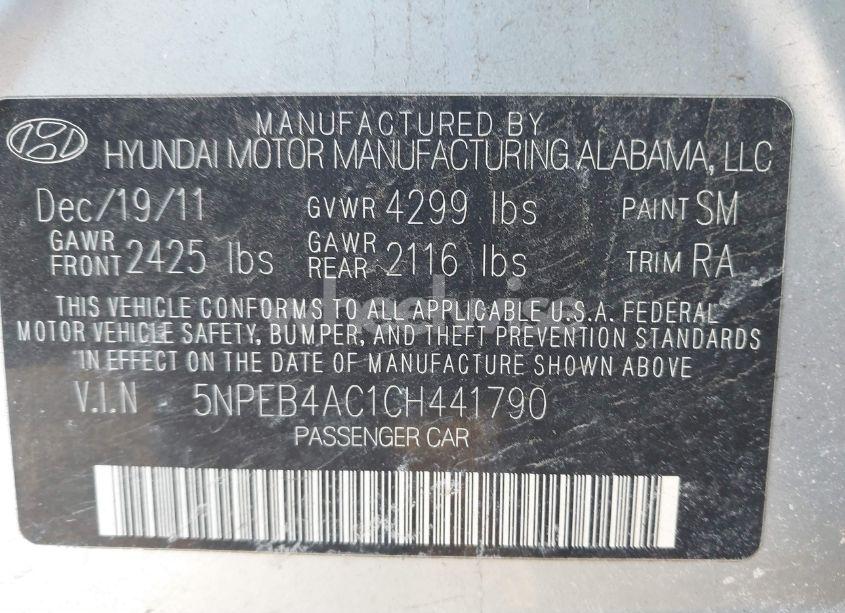 MANUFACTURED BY
HYUNDAI MOTOR MANUFACTURING ALABAMA, LLC
Dec/19/11 GVWR 4299 lbs PAINT SM
GAWR FRONT 2425 lbs GAWR REAR 2116 lbs TRIM RA
THIS VEHICLE CONFORMS TO ALL APPLICABLE U.S.A. FEDERAL
MOTOR VEHICLE SAFETY, BUMPER, AND THEFT PREVENTION STANDARDS
IN EFFECT ON THE DATE OF MANUFACTURE SHOWN ABOVE
V.I.N 5NPEB4AC1CH441790
PASSENGER CAR